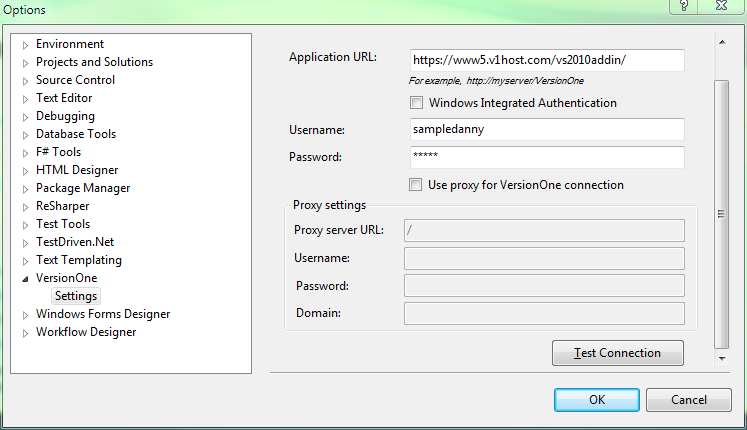 Options
Environment
Projects and Solutions
Source Control
Text Editor
Debugging
Database Tools
F# Tools
HTML Designer
Package Manager
ReSharper
Test Tools
TestDriven.Net
Text Templating
VersionOne
Settings
Windows Forms Designer
Workflow Designer
Application URL: https://www5.v1host.com/vs2010addin/
For example, http://myserver/VersionOne
Windows Integrated Authentication
Username: sampledanny
Password: *****
Use proxy for VersionOne connection
Proxy settings
Proxy server URL: /
Username:
Password:
Domain:
Test Connection
OK Cancel